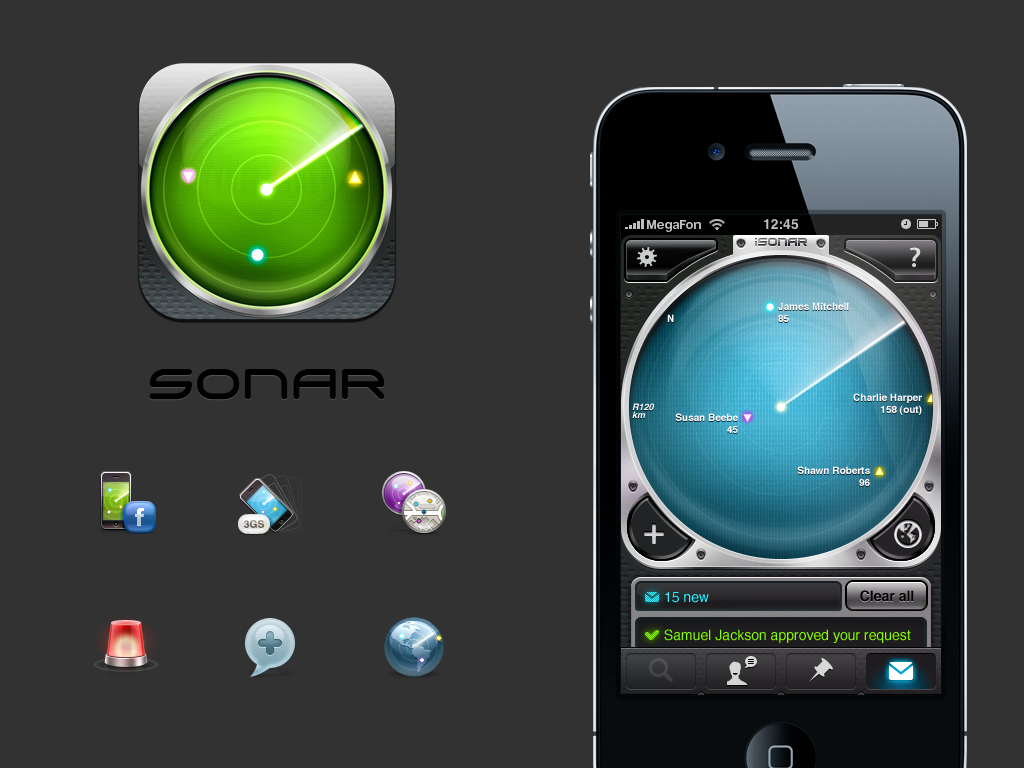 SONAR
f
3GS
MegaFon
12:45
iSONAR
?
James Mitchell
85
N
R120
km
Charlie Harper
158 (out)
Susan Beebe
45
Shawn Roberts
96
15 new
Clear all
Samuel Jackson approved your request